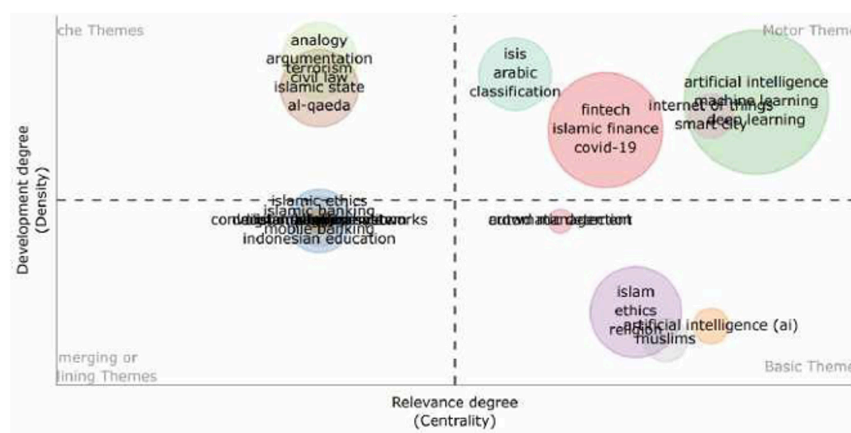 che Themes
Motor Theme
analogy
argumentation
terrorism
civil law
islamic state
al-qaeda
isis
arabic
classification
fintech
islamic finance
covid-19
artificial intelligence
machine learning
deep learning
internet of things
smart city
islamic ethics
islamic banking
mobile banking
indonesian education
islam
ethics
religion
artificial intelligence (ai)
muslims
merging or
lining Themes
Basic Theme
Development degree
(Density)
Relevance degree
(Centrality)